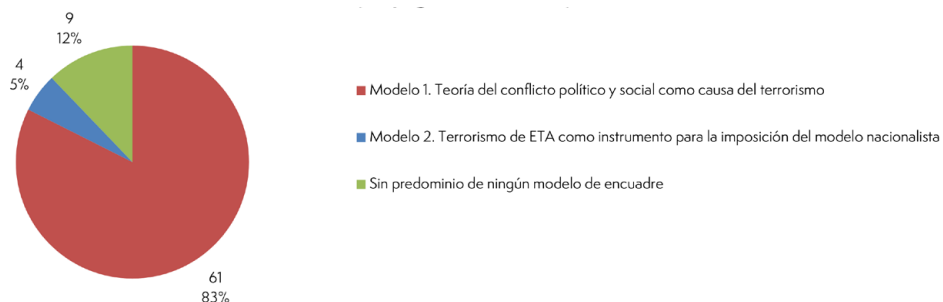 9
12%
4
5%
Modelo 1. Teoría del conflicto político y social como causa del terrorismo
Modelo 2. Terrorismo de ETA como instrumento para la imposición del modelo nacionalista
Sin predominio de ningún modelo de encuadre
61
83%